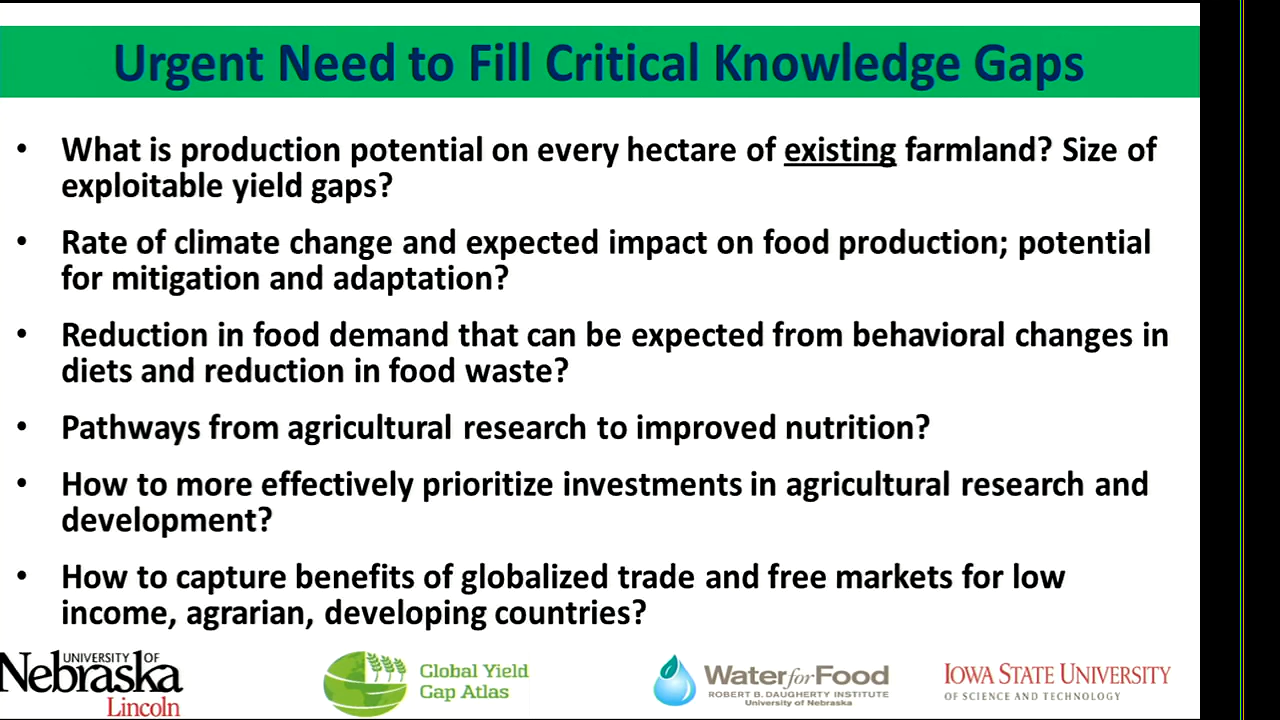 Urgent Need to Fill Critical Knowledge Gaps
• What is production potential on every hectare of existing farmland? Size of
exploitable yield gaps?
• Rate of climate change and expected impact on food production; potential
for mitigation and adaptation?
• Reduction in food demand that can be expected from behavioral changes in
diets and reduction in food waste?
• Pathways from agricultural research to improved nutrition?
• How to more effectively prioritize investments in agricultural research and
development?
• How to capture benefits of globalized trade and free markets for low
income, agrarian, developing countries?
UNIVERSITY OF
Nebraska
Lincoln
Global Yield
Gap Atlas
Water for Food
ROBERT B. DAUGHERTY INSTITUTE
University of Nebraska
IOWA STATE UNIVERSITY
OF SCIENCE AND TECHNOLOGY